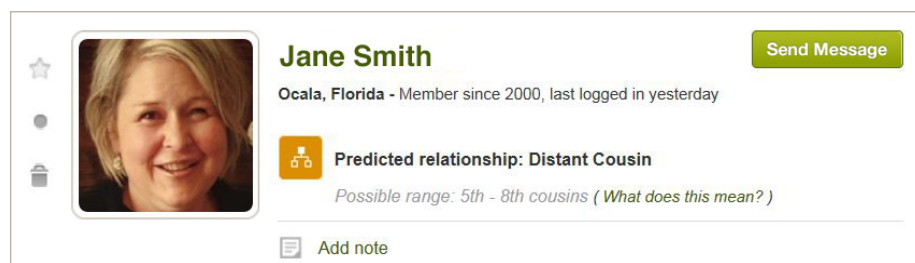 Jane Smith
Send Message
Ocala, Florida - Member since 2000, last logged in yesterday
Predicted relationship: Distant Cousin
Possible range: 5th - 8th cousins ( What does this mean? )
Add note